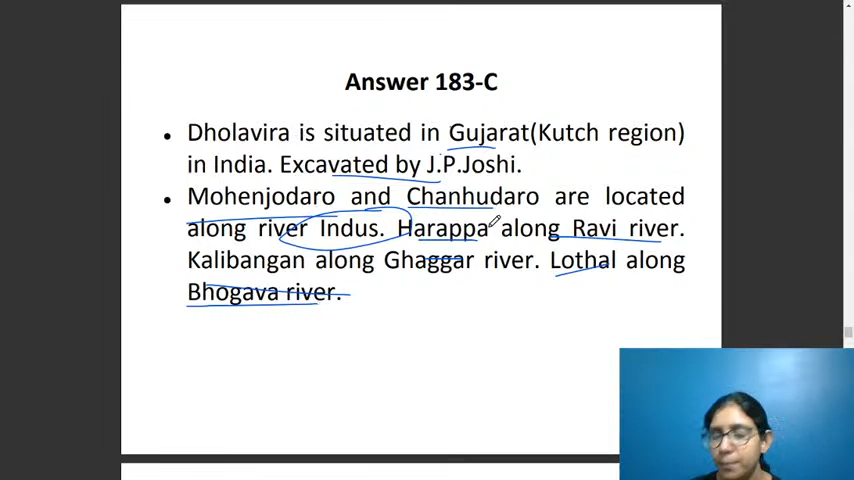 Answer 183-C
• Dholavira is situated in Gujarat(Kutch region)
in India. Excavated by J.P.Joshi.
• Mohenjodaro and Chanhudaro are located
along river Indus. Harappa along Ravi river.
Kalibangan along Ghaggar river. Lothal along
Bhogava river.